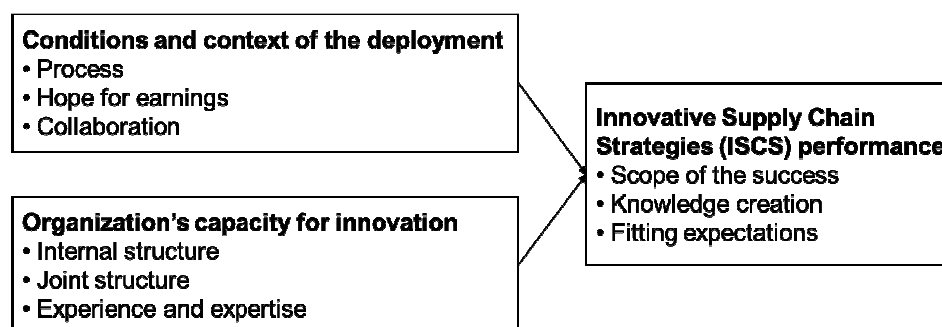 Conditions and context of the deployment
• Process
• Hope for earnings
• Collaboration
Organization's capacity for innovation
• Internal structure
• Joint structure
• Experience and expertise
Innovative Supply Chain
Strategies (ISCS) performance
• Scope of the success
• Knowledge creation
• Fitting expectations